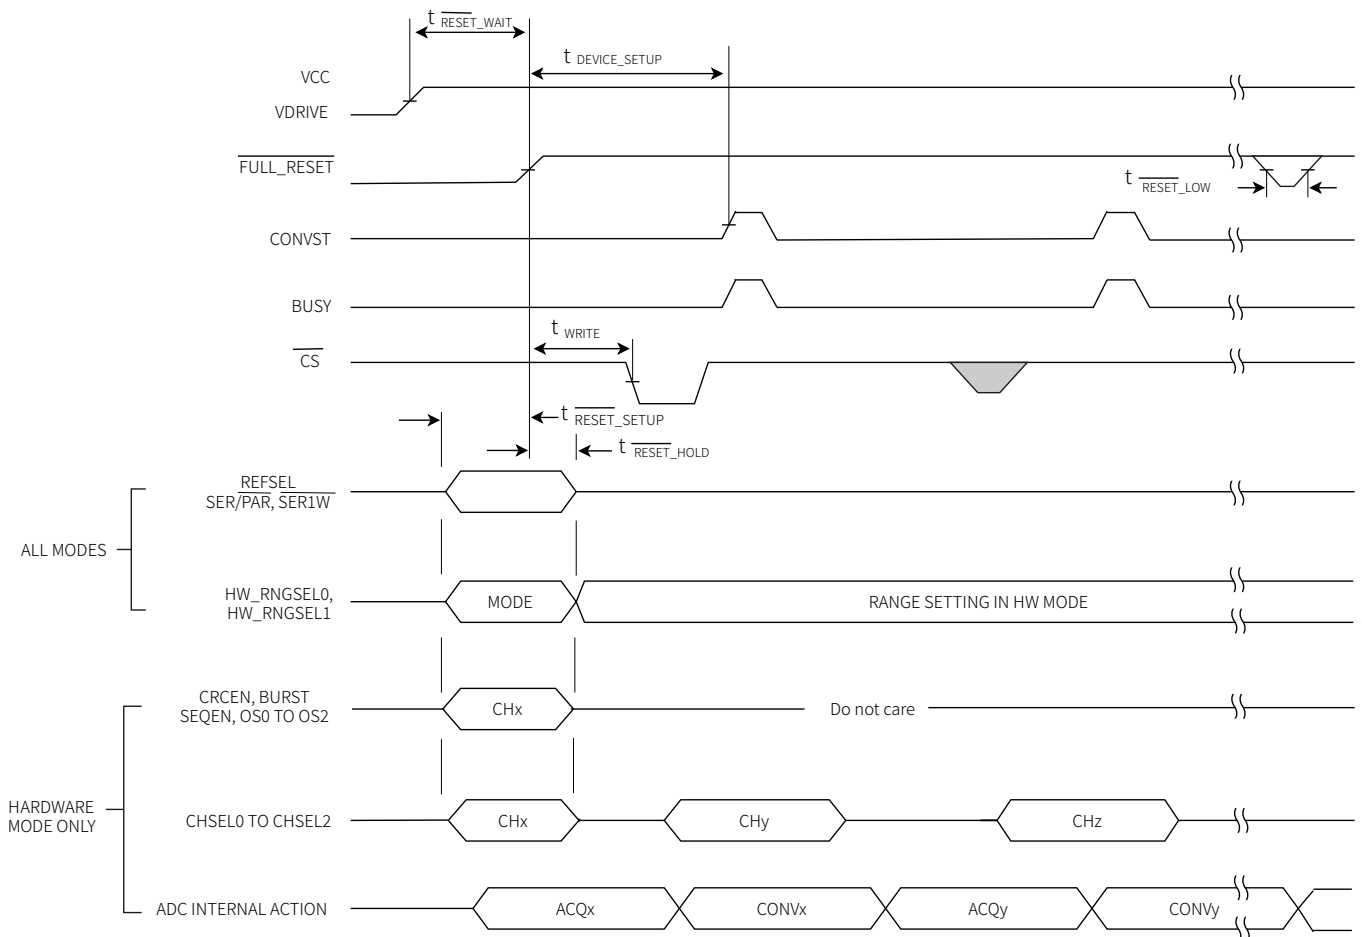 t RESET_WAIT
t DEVICE_SETUP
VCC
VDRIVE
FULL_RESET
t RESET_LOW
CONVST
BUSY
t WRITE
CS
t RESET_SETUP
t RESET_HOLD
REFSEL
SER/PAR, SER1W
ALL MODES
HW_RNGSEL0,
HW_RNGSEL1
MODE
RANGE SETTING IN HW MODE
CRCEN, BURST
SEQEN, OS0 TO OS2
CHx
Do not care
HARDWARE
MODE ONLY
CHSEL0 TO CHSEL2
CHx
CHy
CHz
ADC INTERNAL ACTION
ACQx
CONVx
ACQy
CONVy